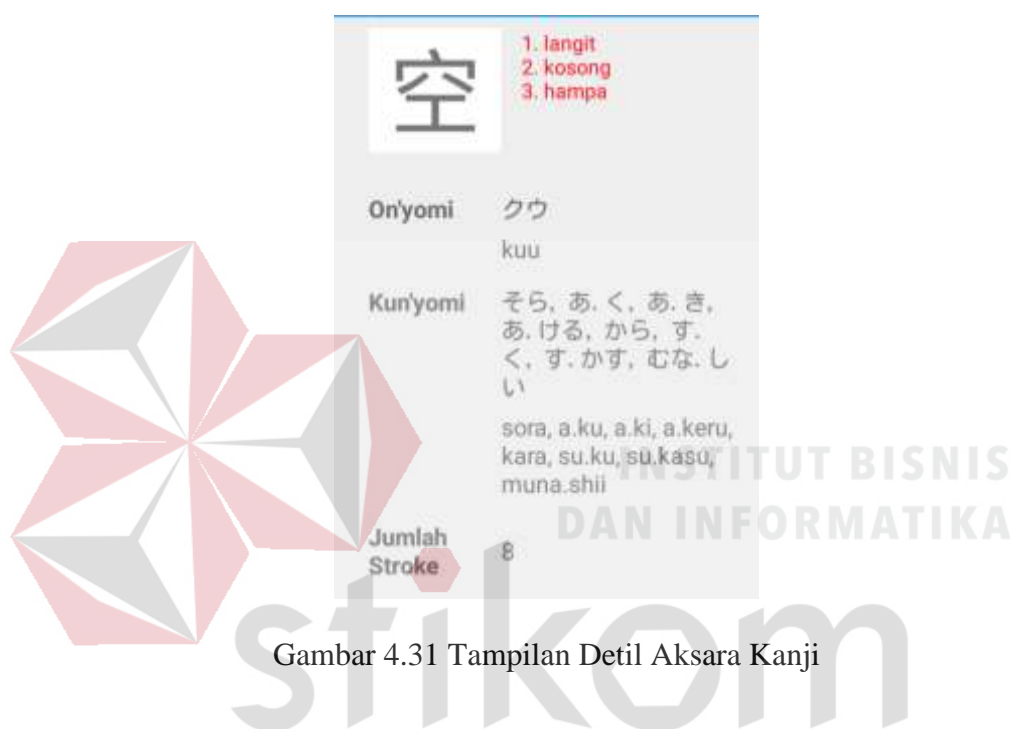 空
1. langit
2. kosong
3. hampa
On'yomi
クウ
kuu
Kun'yomi
そら, あ. く, あ. き,
あ. ける, から, す.
く, す. かす, むな. し
い
sora, a.ku, a.ki, a.keru,
kara, su.ku, su.kasu,
muna.shii
Jumlah
Stroke
8
INSTITUT BISNIS
DAN INFORMATIKA
stikom
Gambar 4.31 Tampilan Detil Aksara Kanji